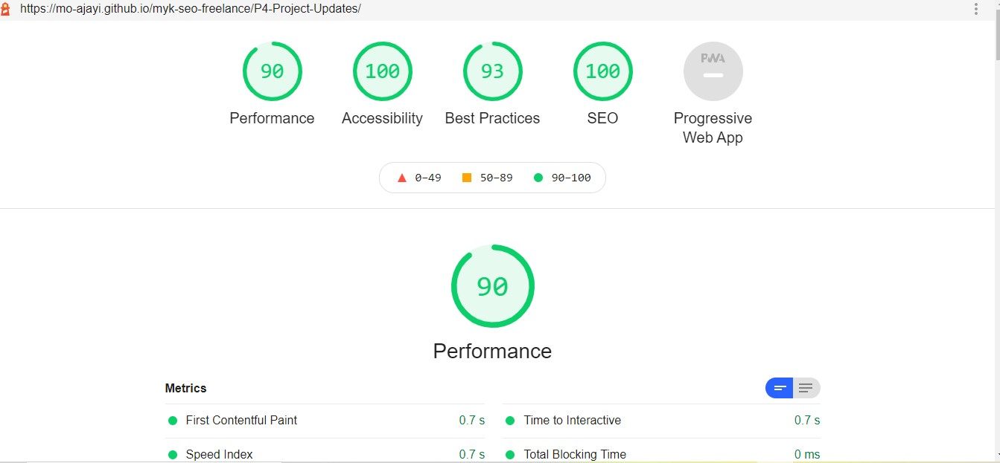 https://mo-ajayi.github.io/myk-seo-freelance/P4-Project-Updates/
90 100 93 100 PWA
Performance Accessibility Best Practices SEO Progressive
Web App
0–49 50–89 90–100
90
Performance
Metrics
First Contentful Paint 0.7 s Time to Interactive 0.7 s
Speed Index 0.7 s Total Blocking Time 0 ms